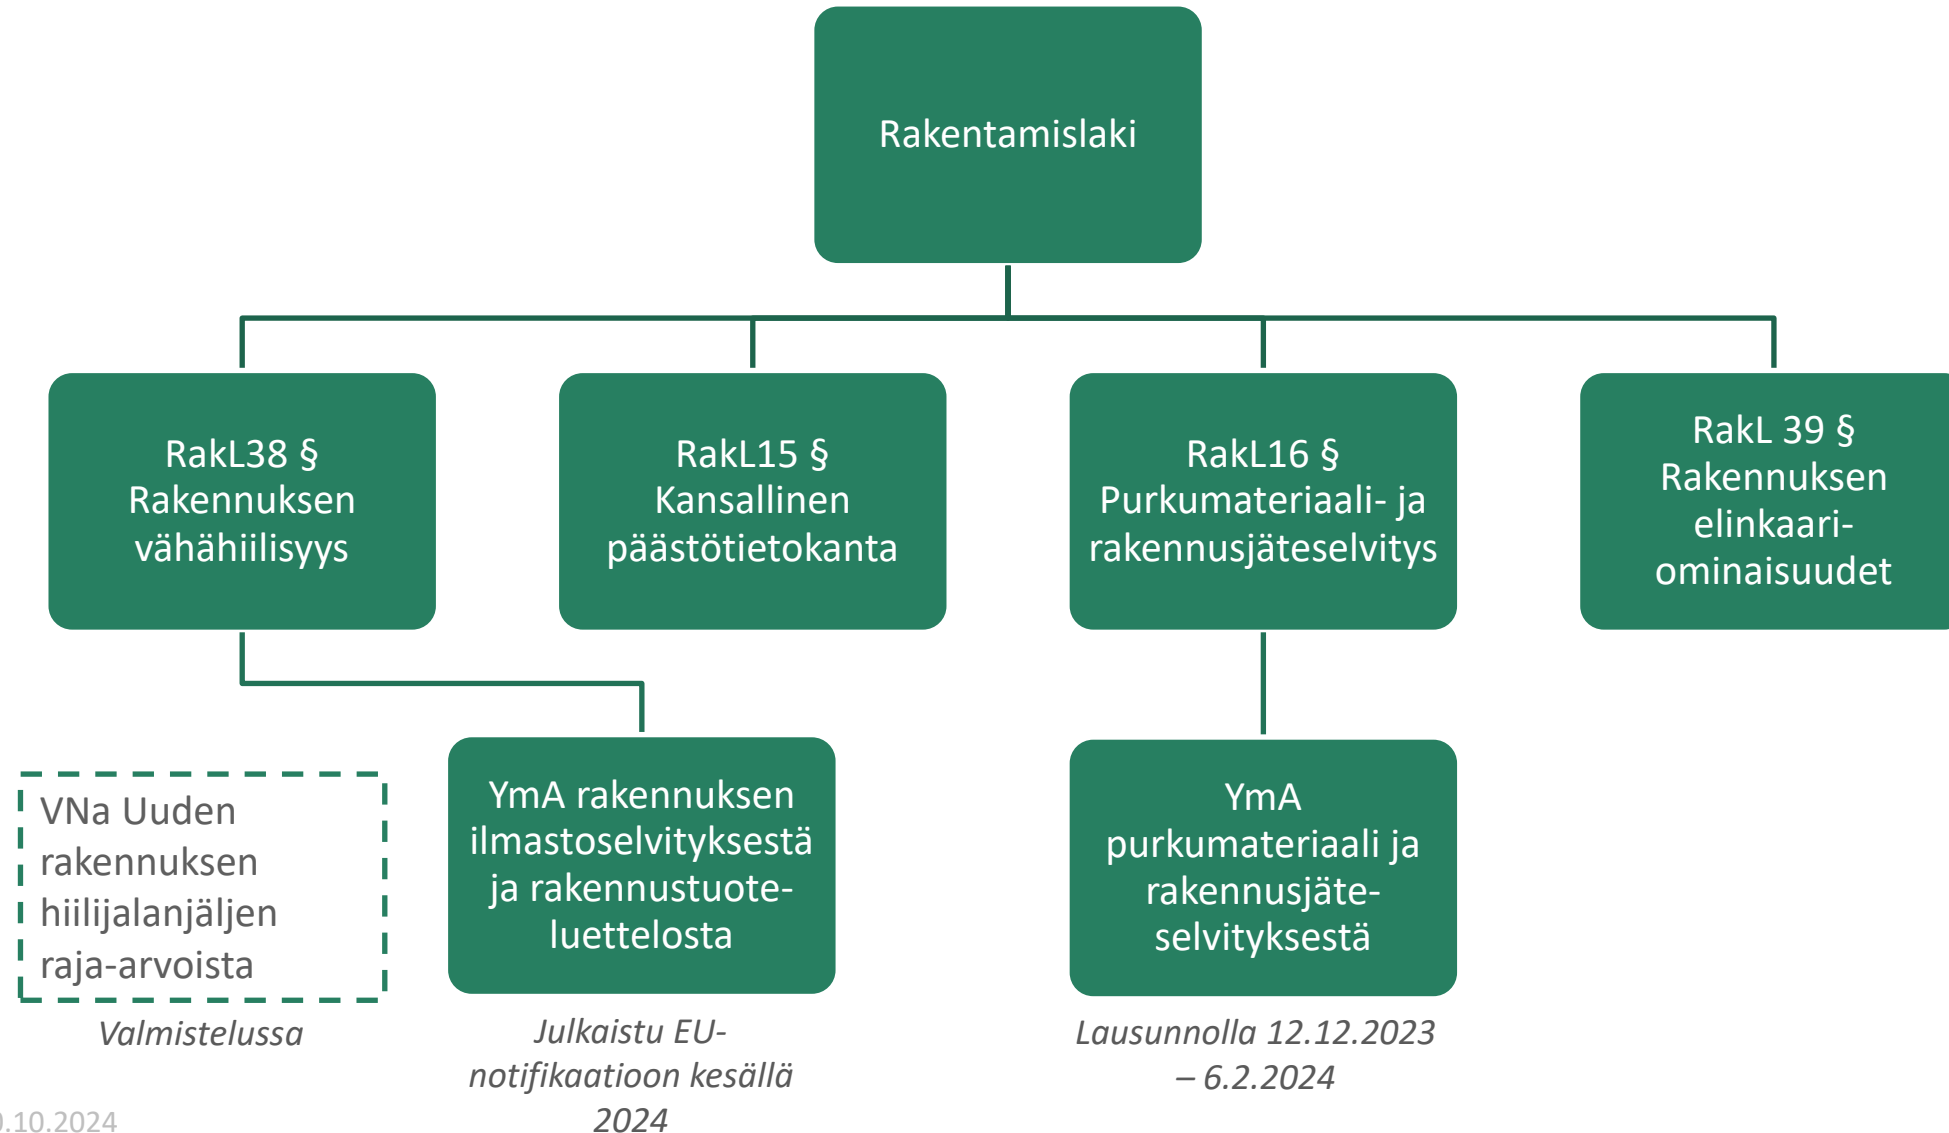 Rakentamislaki
RakL38 §
Rakennuksen
vähähiilisyys
RakL15 §
Kansallinen
päästötietokanta
RakL16 §
Purkumateriaali- ja
rakennusjäteselvitys
RakL 39 §
Rakennuksen
elinkaari-
ominaisuudet
VNa Uuden
rakennuksen
hiilijalanjäljen
raja-arvoista
Valmistelussa
YmA rakennuksen
ilmastoselvityksestä
ja rakennustuote-
luettelosta
Julkaistu EU-
notifikaatioon kesällä
2024
YmA
purkumateriaali ja
rakennusjäte-
selvityksestä
Lausunnolla 12.12.2023
– 6.2.2024
.10.2024